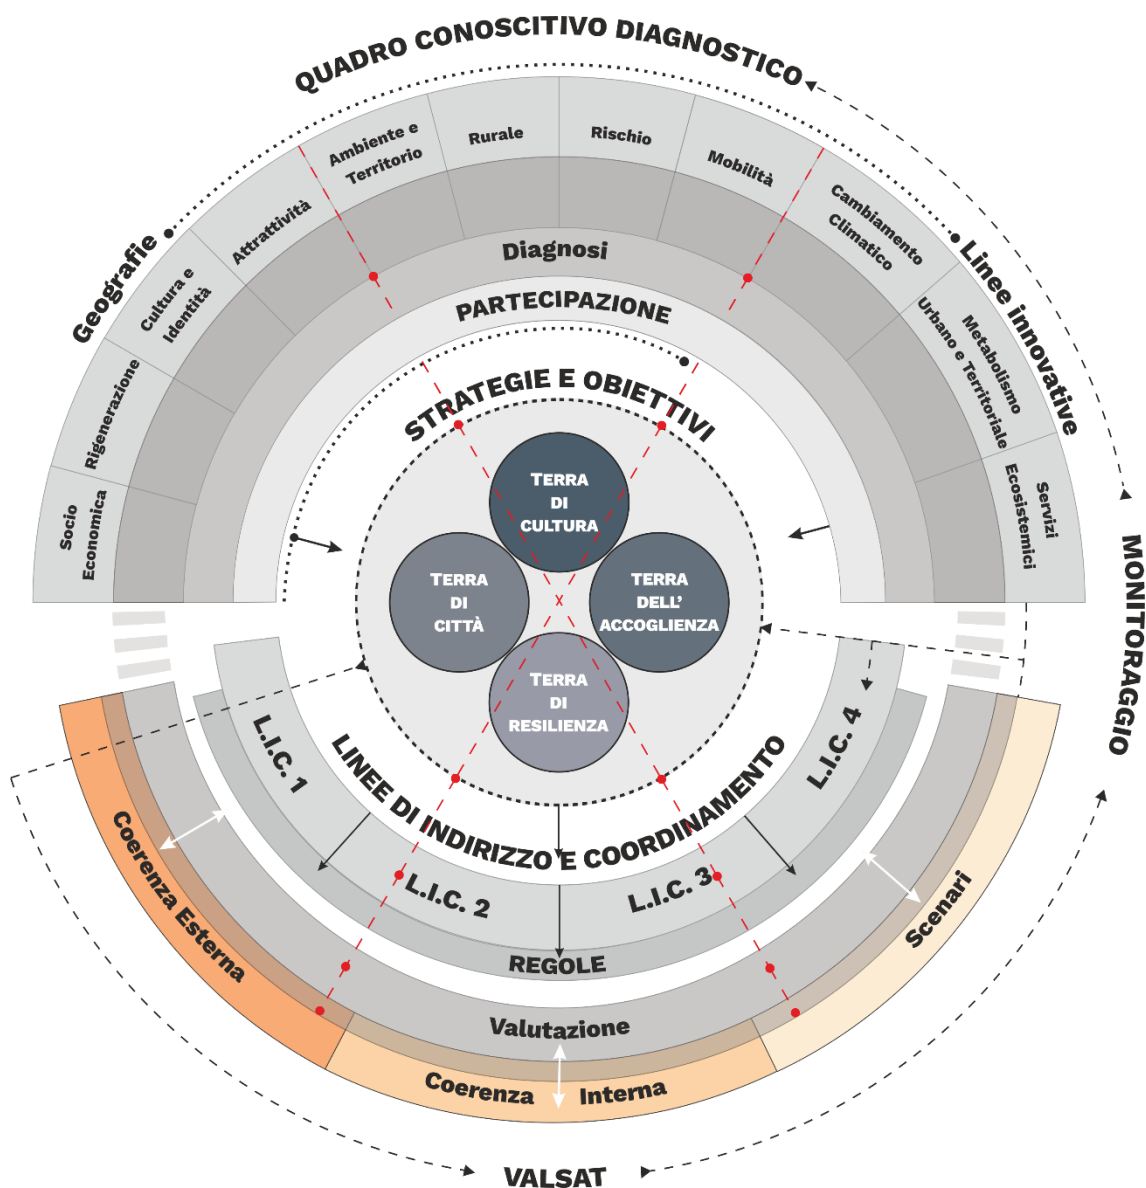 QUADRO CONOSCITIVO DIAGNOSTICO
Geografie
Linee innovative
Socio
Economica
Rigenerazione
Cultura e
Identità
Attrattività
Ambiente e
Territorio
Rurale
Rischio
Mobilità
Cambiamento
Climatico
Metabolismo
Urbano e Territoriale
Servizi
Ecosistemici
Diagnosi
PARTECIPAZIONE
STRATEGIE E OBIETTIVI
TERRA
DI
CULTURA
TERRA
DI
CITTÀ
TERRA
DELL'
ACCOGLIENZA
TERRA
DI
RESILIENZA
MONITORAGGIO
LINEE DI INDIRIZZO E COORDINAMENTO
L.I.C. 1
L.I.C. 2
L.I.C. 3
L.I.C. 4
REGOLE
Valutazione
Coerenza Esterna
Coerenza Interna
Scenari
VALSAT